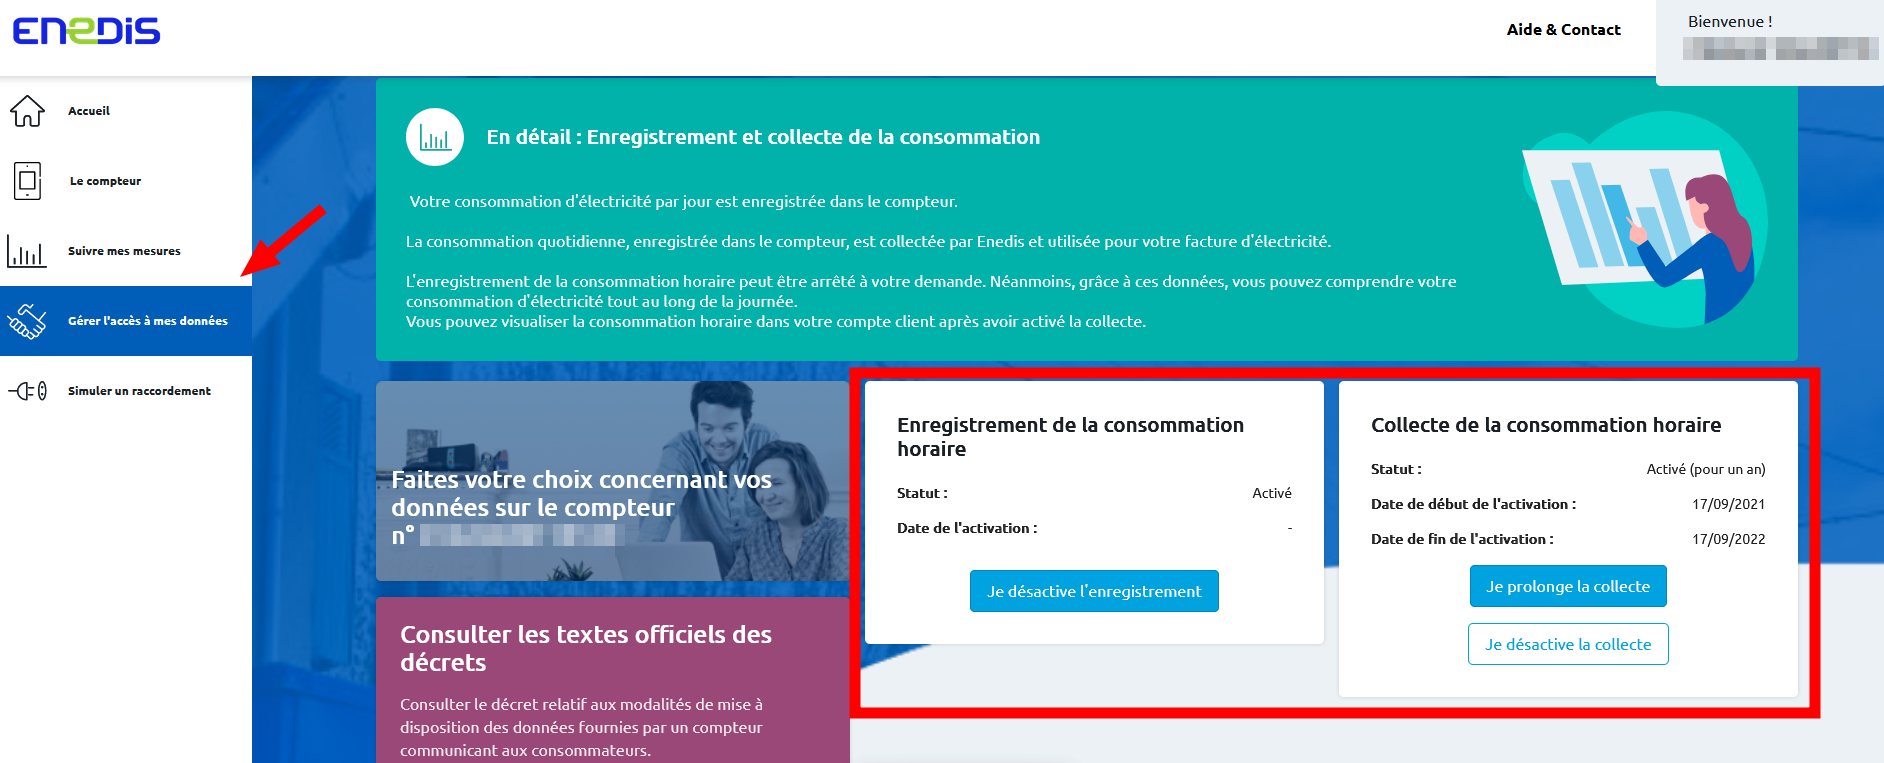 ENEDIS
Aide & Contact
Bienvenue !
Accueil
Le compteur
Suivre mes mesures
Gérer l'accès à mes données
Simuler un raccordement
En détail : Enregistrement et collecte de la consommation
Votre consommation d'électricité par jour est enregistrée dans le compteur.
La consommation quotidienne, enregistrée dans le compteur, est collectée par Enedis et utilisée pour votre facture d'électricité.
L'enregistrement de la consommation horaire peut être arrêté à votre demande. Néanmoins, grâce à ces données, vous pouvez comprendre votre
consommation d'électricité tout au long de la journée.
Vous pouvez visualiser la consommation horaire dans votre compte client après avoir activé la collecte.
Faites votre choix concernant vos
données sur le compteur
n°
Consulter les textes officiels des
décrets
Consulter le décret relatif aux modalités de mise à
disposition des données fournies par un compteur
communicant aux consommateurs.
Enregistrement de la consommation
horaire
Statut : Activé
Date de l'activation : -
Je désactive l'enregistrement
Collecte de la consommation horaire
Statut : Activé (pour un an)
Date de début de l'activation : 17/09/2021
Date de fin de l'activation : 17/09/2022
Je prolonge la collecte
Je désactive la collecte